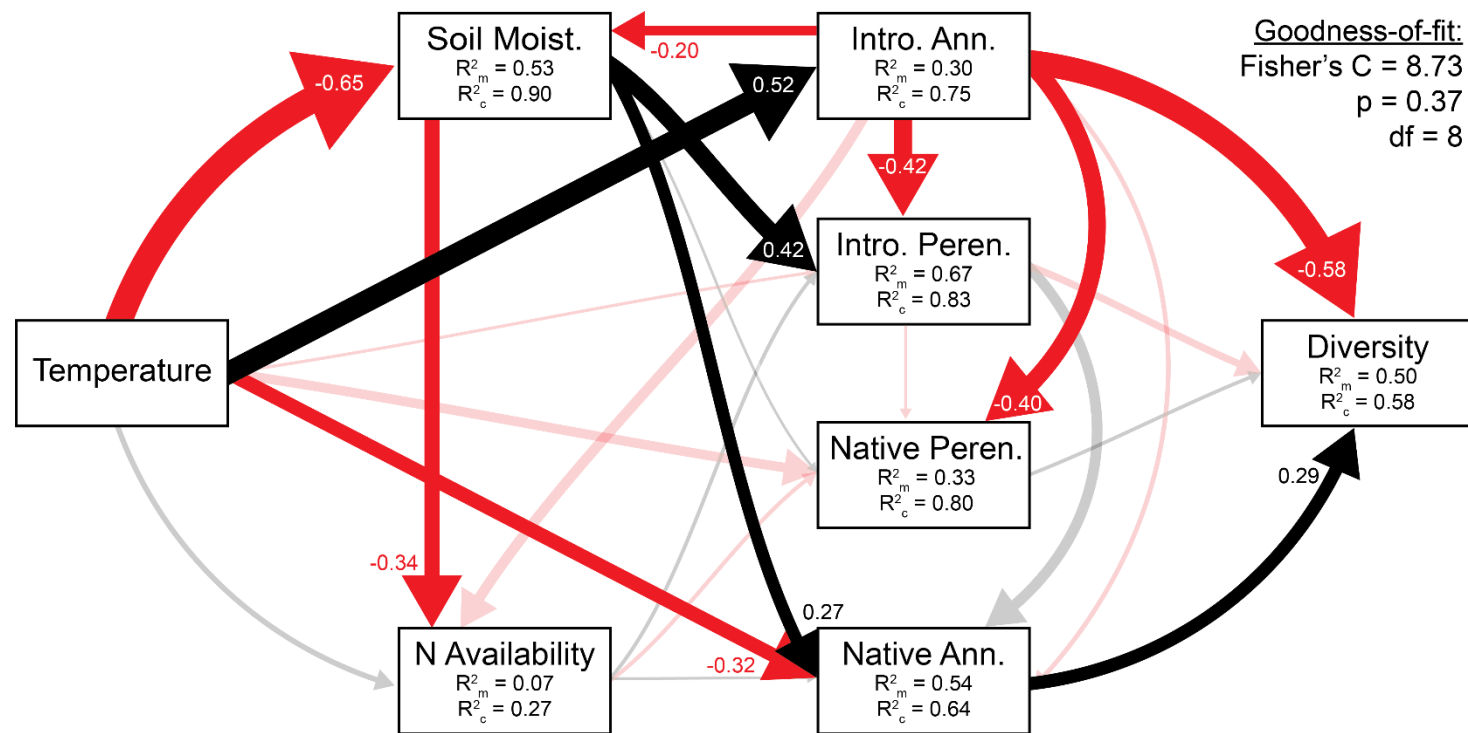 Goodness-of-fit:
Fisher's C = 8.73
p = 0.37
df = 8
Soil Moist.
R²m = 0.53
R²c = 0.90
Intro. Ann.
R²m = 0.30
R²c = 0.75
-0.20
-0.65
0.52
-0.42
0.42
Intro. Peren.
R²m = 0.67
R²c = 0.83
-0.58
Temperature
Diversity
R²m = 0.50
R²c = 0.58
-0.40
Native Peren.
R²m = 0.33
R²c = 0.80
0.29
-0.34
0.27
-0.32
N Availability
R²m = 0.07
R²c = 0.27
Native Ann.
R²m = 0.54
R²c = 0.64